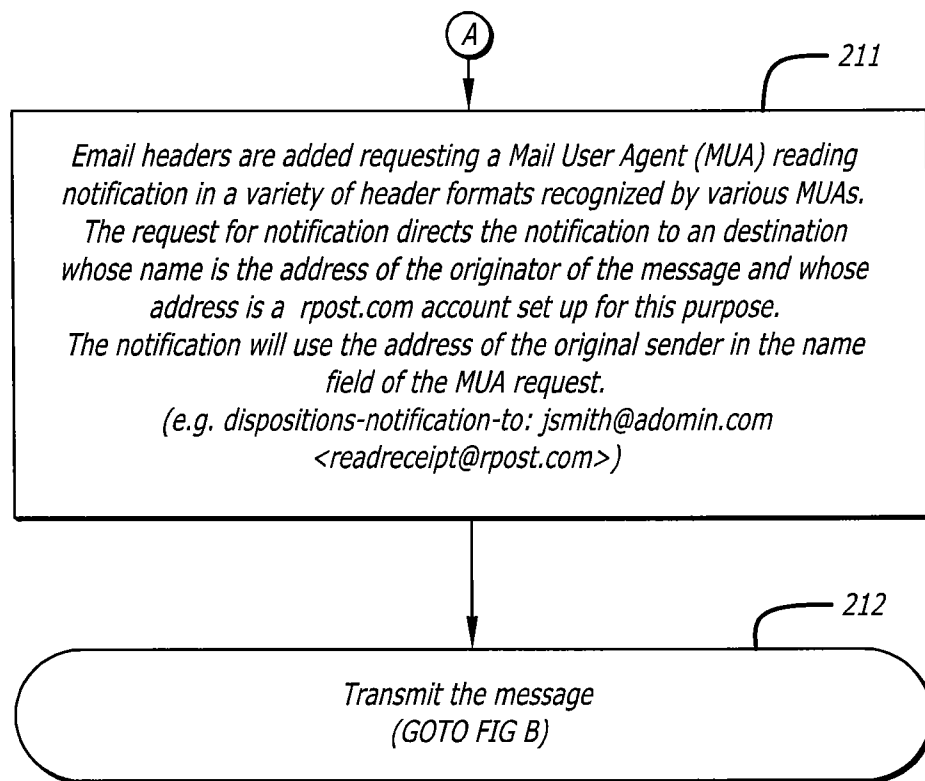 A
211
Email headers are added requesting a Mail User Agent (MUA) reading
notification in a variety of header formats recognized by various MUAs.
The request for notification directs the notification to an destination
whose name is the address of the originator of the message and whose
address is a rpost.com account set up for this purpose.
The notification will use the address of the original sender in the name
field of the MUA request.
(e.g. dispositions-notification-to: jsmith@adomin.com
<readreceipt@rpost.com>)
212
Transmit the message
(GOTO FIG B)